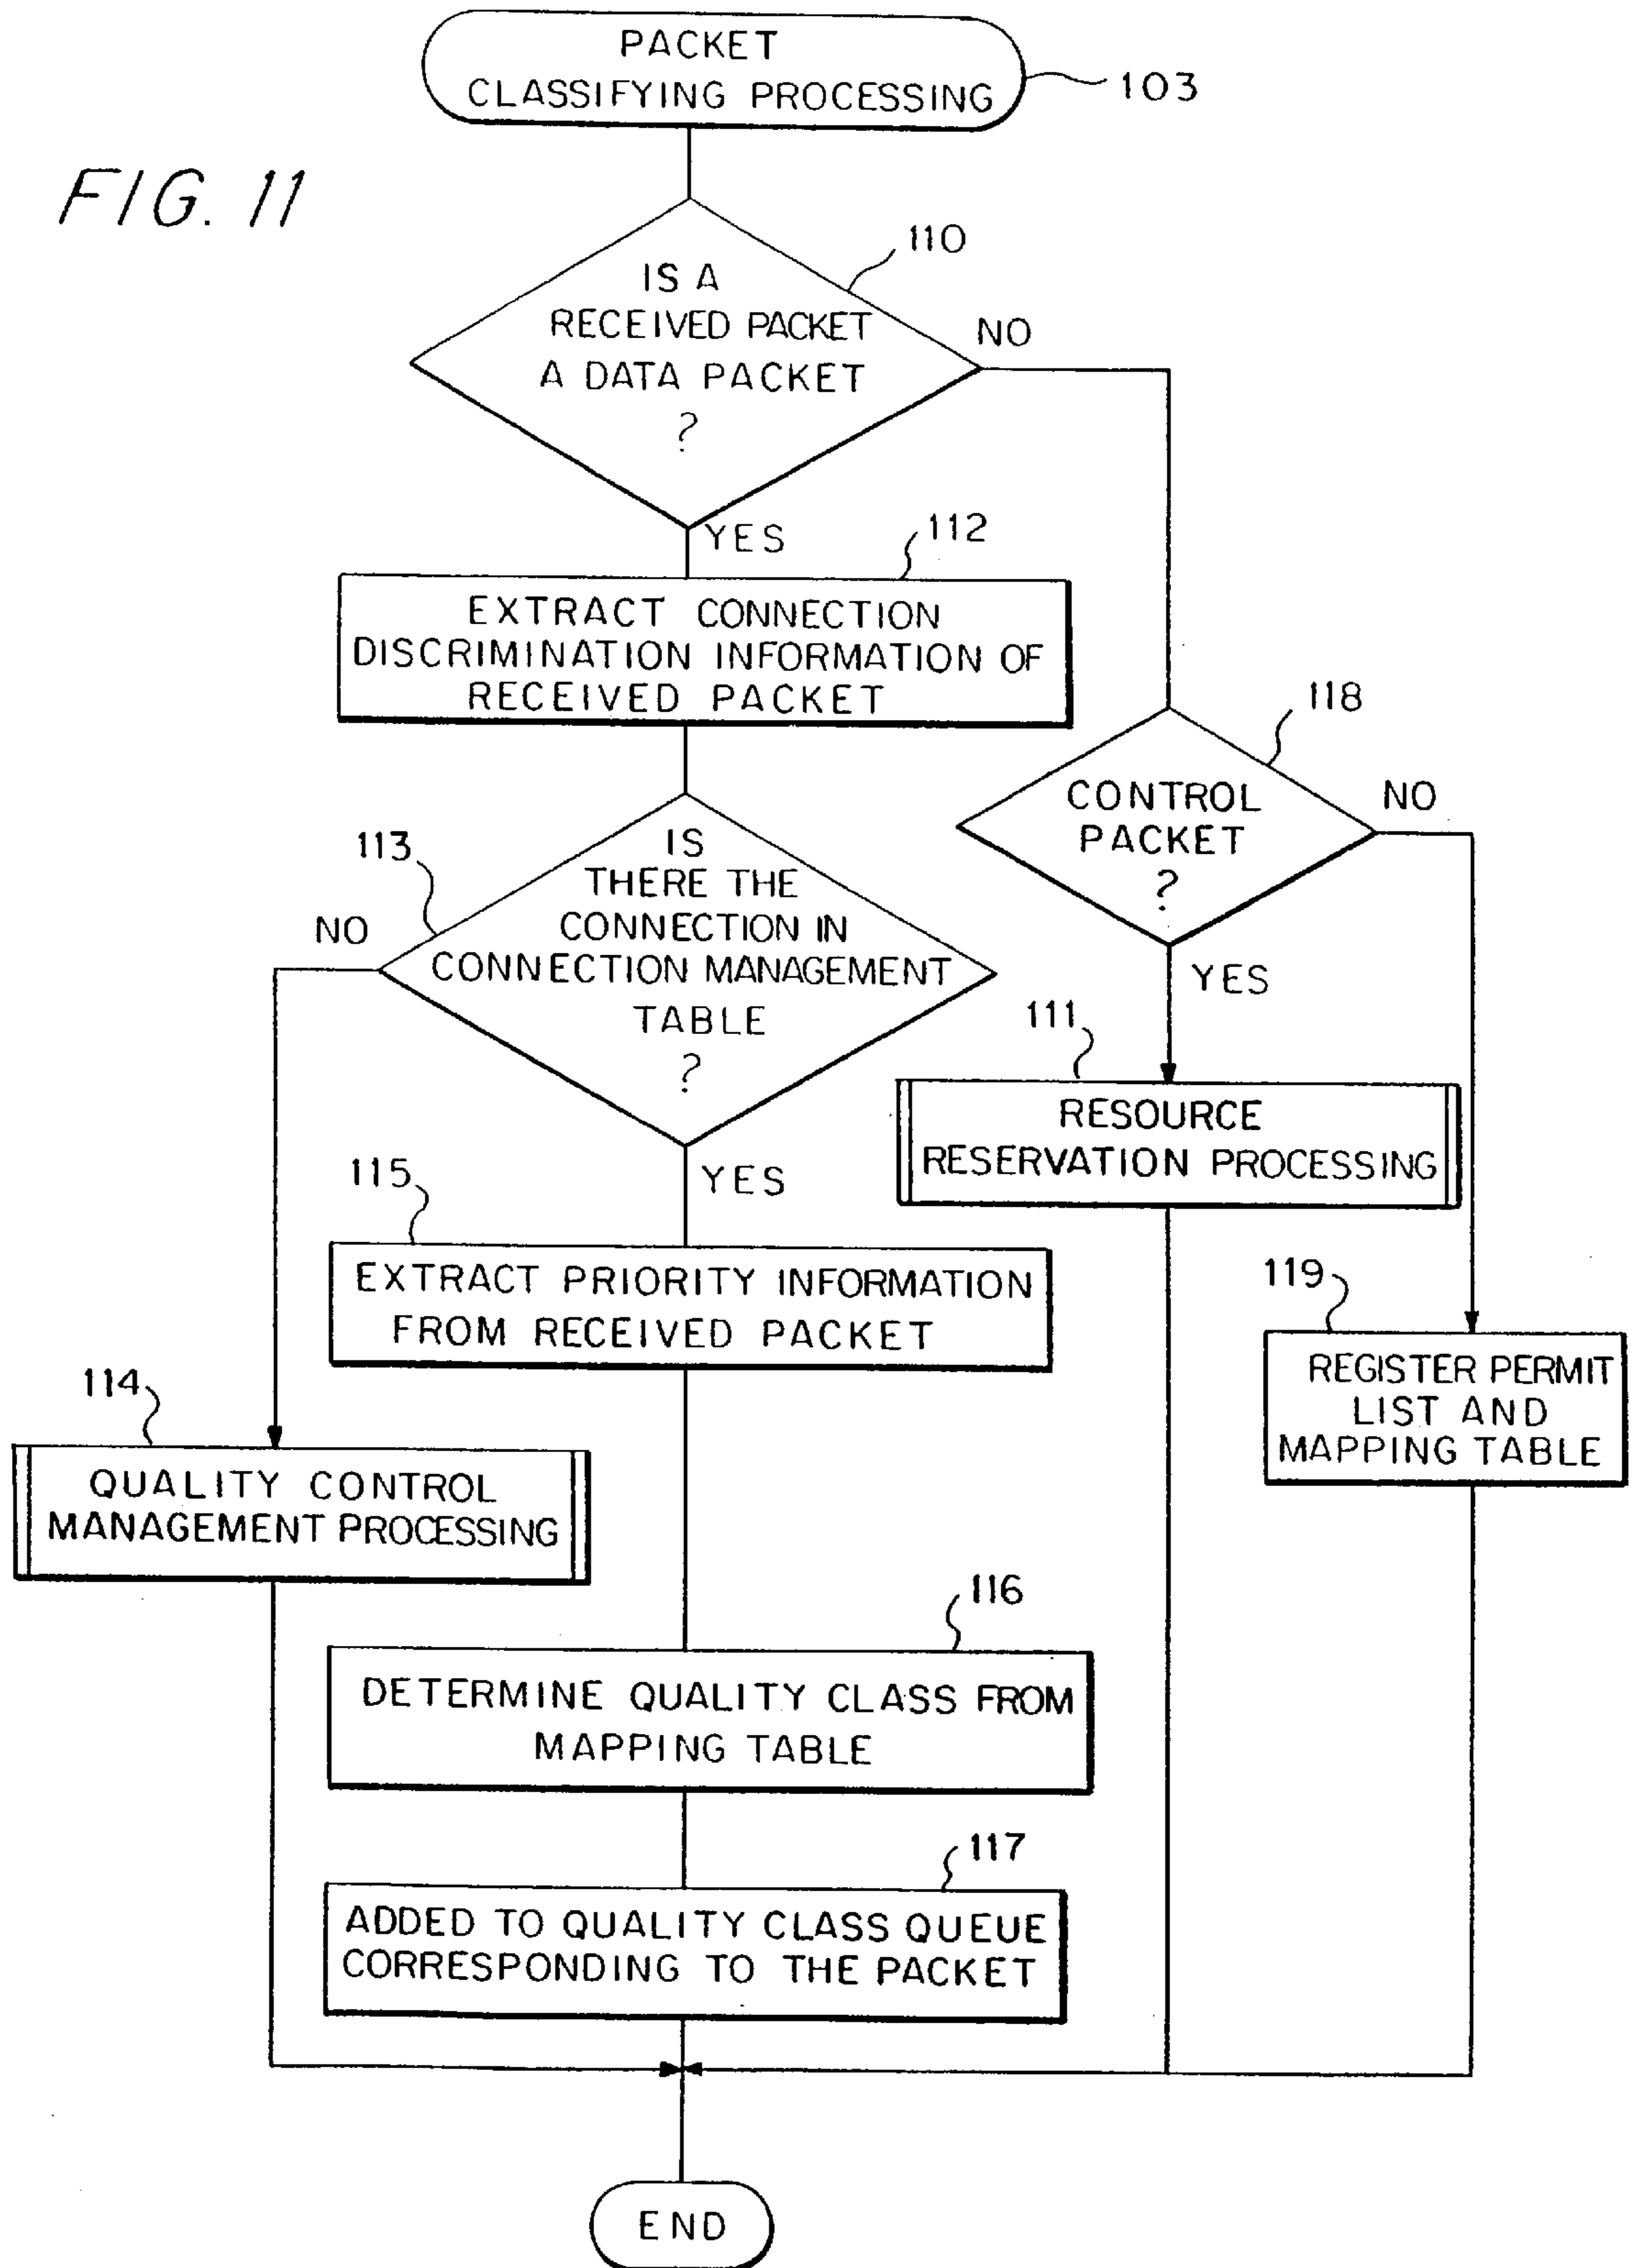 PACKET
CLASSIFYING PROCESSING
103
FIG. 11
110
IS A
RECEIVED PACKET
A DATA PACKET
?
NO
YES
112
EXTRACT CONNECTION
DISCRIMINATION INFORMATION OF
RECEIVED PACKET
118
CONTROL
PACKET
?
NO
YES
113
IS
THERE THE
CONNECTION IN
CONNECTION MANAGEMENT
TABLE
?
NO
YES
111
RESOURCE
RESERVATION PROCESSING
115
EXTRACT PRIORITY INFORMATION
FROM RECEIVED PACKET
119
REGISTER PERMIT
LIST AND
MAPPING TABLE
114
QUALITY CONTROL
MANAGEMENT PROCESSING
116
DETERMINE QUALITY CLASS FROM
MAPPING TABLE
117
ADDED TO QUALITY CLASS QUEUE
CORRESPONDING TO THE PACKET
END